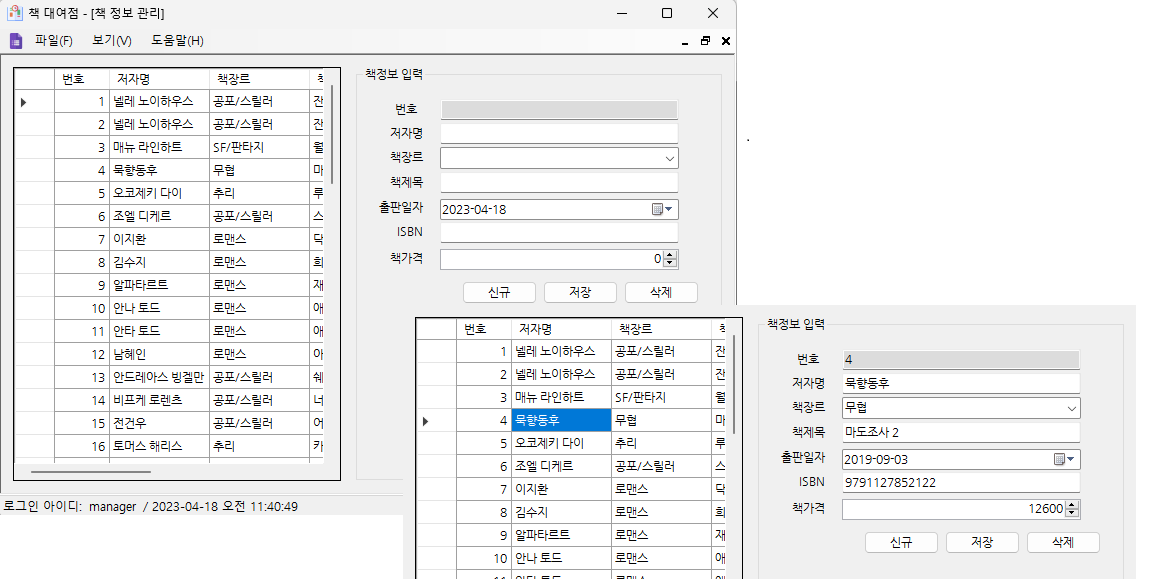 책 대여점 - [책 정보 관리]
파일(F) 보기(V) 도움말(H)
번호 저자명 책장르
1 넬레 노이하우스 공포/스릴러 잔
2 넬레 노이하우스 공포/스릴러 잔
3 매뉴 라인하트 SF/판타지 월
4 묵향동후 무협 마
5 오코제키 다이 추리 루
6 조엘 디케르 공포/스릴러 스
7 이지환 로맨스 닥
8 김수지 로맨스 희
9 알파타르트 로맨스 재
10 안나 토드 로맨스 애
11 안타 토드 로맨스 애
12 남혜인 로맨스 아
13 안드레아스 빙겔만 공포/스릴러 쉐
14 비프케 로렌츠 공포/스릴러 너
15 전건우 공포/스릴러 어
16 토머스 해리스 추리 카
책정보 입력
번호
저자명
책장르
책제목
출판일자 2023-04-18
ISBN
책가격 0
신규 저장 삭제
로그인 아이디: manager / 2023-04-18 오전 11:40:49
번호 저자명 책장르
1 넬레 노이하우스 공포/스릴러 잔
2 넬레 노이하우스 공포/스릴러 잔
3 매뉴 라인하트 SF/판타지 월
4 묵향동후 무협 마
5 오코제키 다이 추리 루
6 조엘 디케르 공포/스릴러 스
7 이지환 로맨스 닥
8 김수지 로맨스 희
9 알파타르트 로맨스 재
10 안나 토드 로맨스 애
책정보 입력
번호 4
저자명 묵향동후
책장르 무협
책제목 마도조사 2
출판일자 2019-09-03
ISBN 9791127852122
책가격 12600
신규 저장 삭제